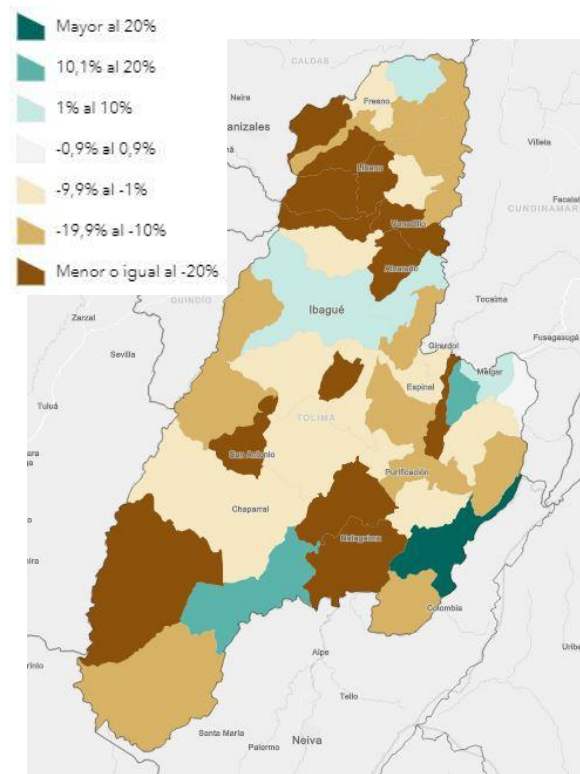 Mayor al 20%
10,1% al 20%
1% al 10%
-0,9% al 0,9%
-9,9% al -1%
-19,9% al -10%
Menor o igual al -20%
CALDAS
Neira
Fresno
anizales
Villeta
Líbano
Facatat
CUNDINAMAR
Venadillo
Alvarado
QUINDÍO
Ibagué
Tocaima
Zarzal
Fusagasugá
Girardot
Sevilla
Melgar
Espinal
Tuluá
TOLIMA
San Antonio
Purificación
Chaparral
Natagaima
Colombia
Uribe
Alpe
Tello
Santa María
Neiva
Palermo